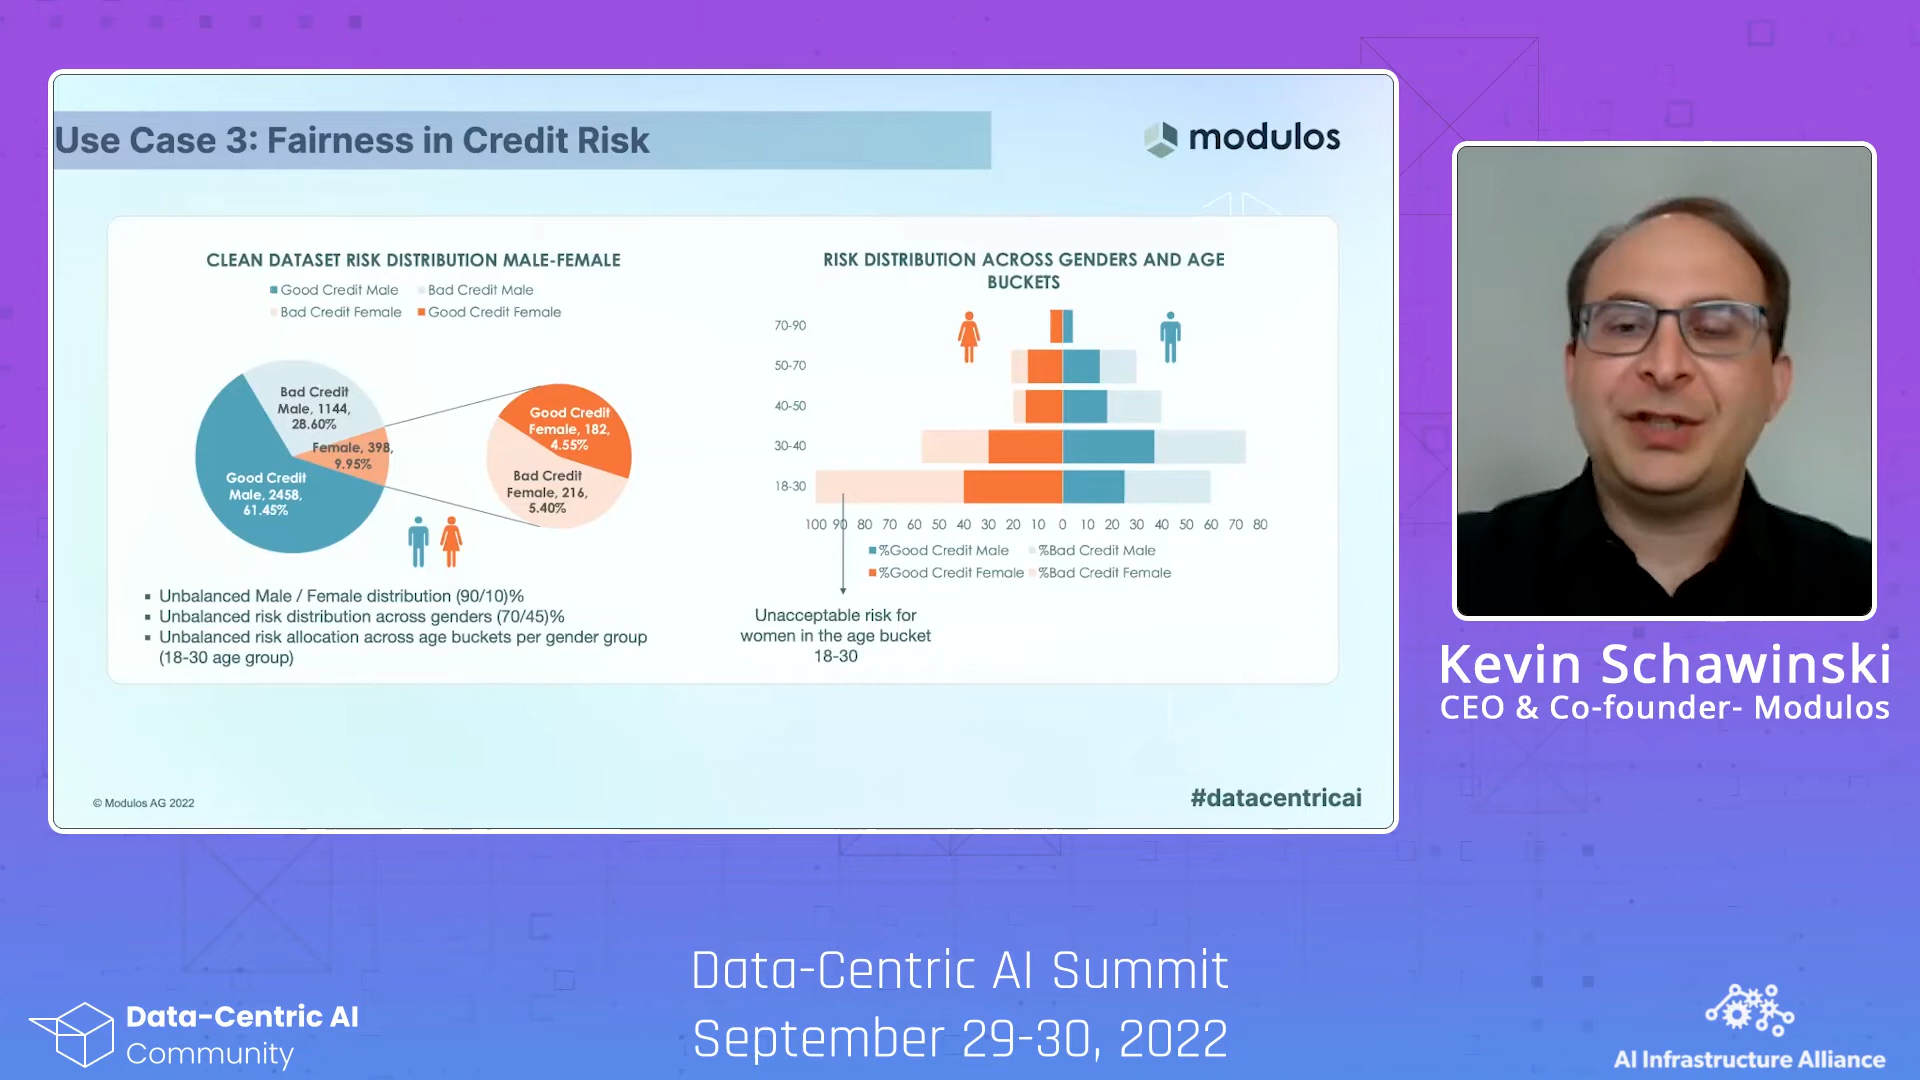 Use Case 3: Fairness in Credit Risk
modulos
CLEAN DATASET RISK DISTRIBUTION MALE-FEMALE
Good Credit Male
Bad Credit Male
Bad Credit Female
Good Credit Female
Bad Credit
Male, 1144,
28.60%
Female, 398,
9.95%
Good Credit
Male, 2458,
61.45%
Good Credit
Female, 182,
4.55%
Bad Credit
Female, 216,
5.40%
Unbalanced Male / Female distribution (90/10)%
Unbalanced risk distribution across genders (70/45)%
Unbalanced risk allocation across age buckets per gender group
(18-30 age group)
RISK DISTRIBUTION ACROSS GENDERS AND AGE
BUCKETS
70-90
50-70
40-50
30-40
18-30
100 90 80 70 60 50 40 30 20 10 0 10 20 30 40 50 60 70 80
%Good Credit Male
%Bad Credit Male
%Good Credit Female
%Bad Credit Female
Unacceptable risk for
women in the age bucket
18-30
© Modulos AG 2022
#datacentricai
Kevin Schawinski
CEO & Co-founder- Modulos
Data-Centric AI Summit
September 29-30, 2022
Data-Centric AI
Community
AI Infrastructure Alliance